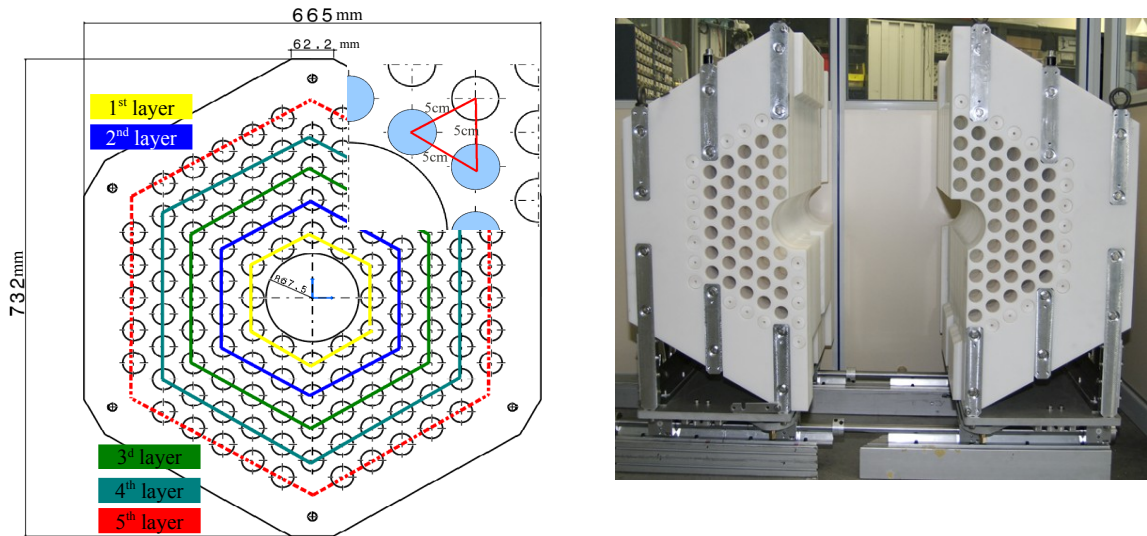 665 mm
62.2 mm
1st layer
2nd layer
5cm
5cm
5cm
732mm
R67.5
3d layer
4th layer
5th layer